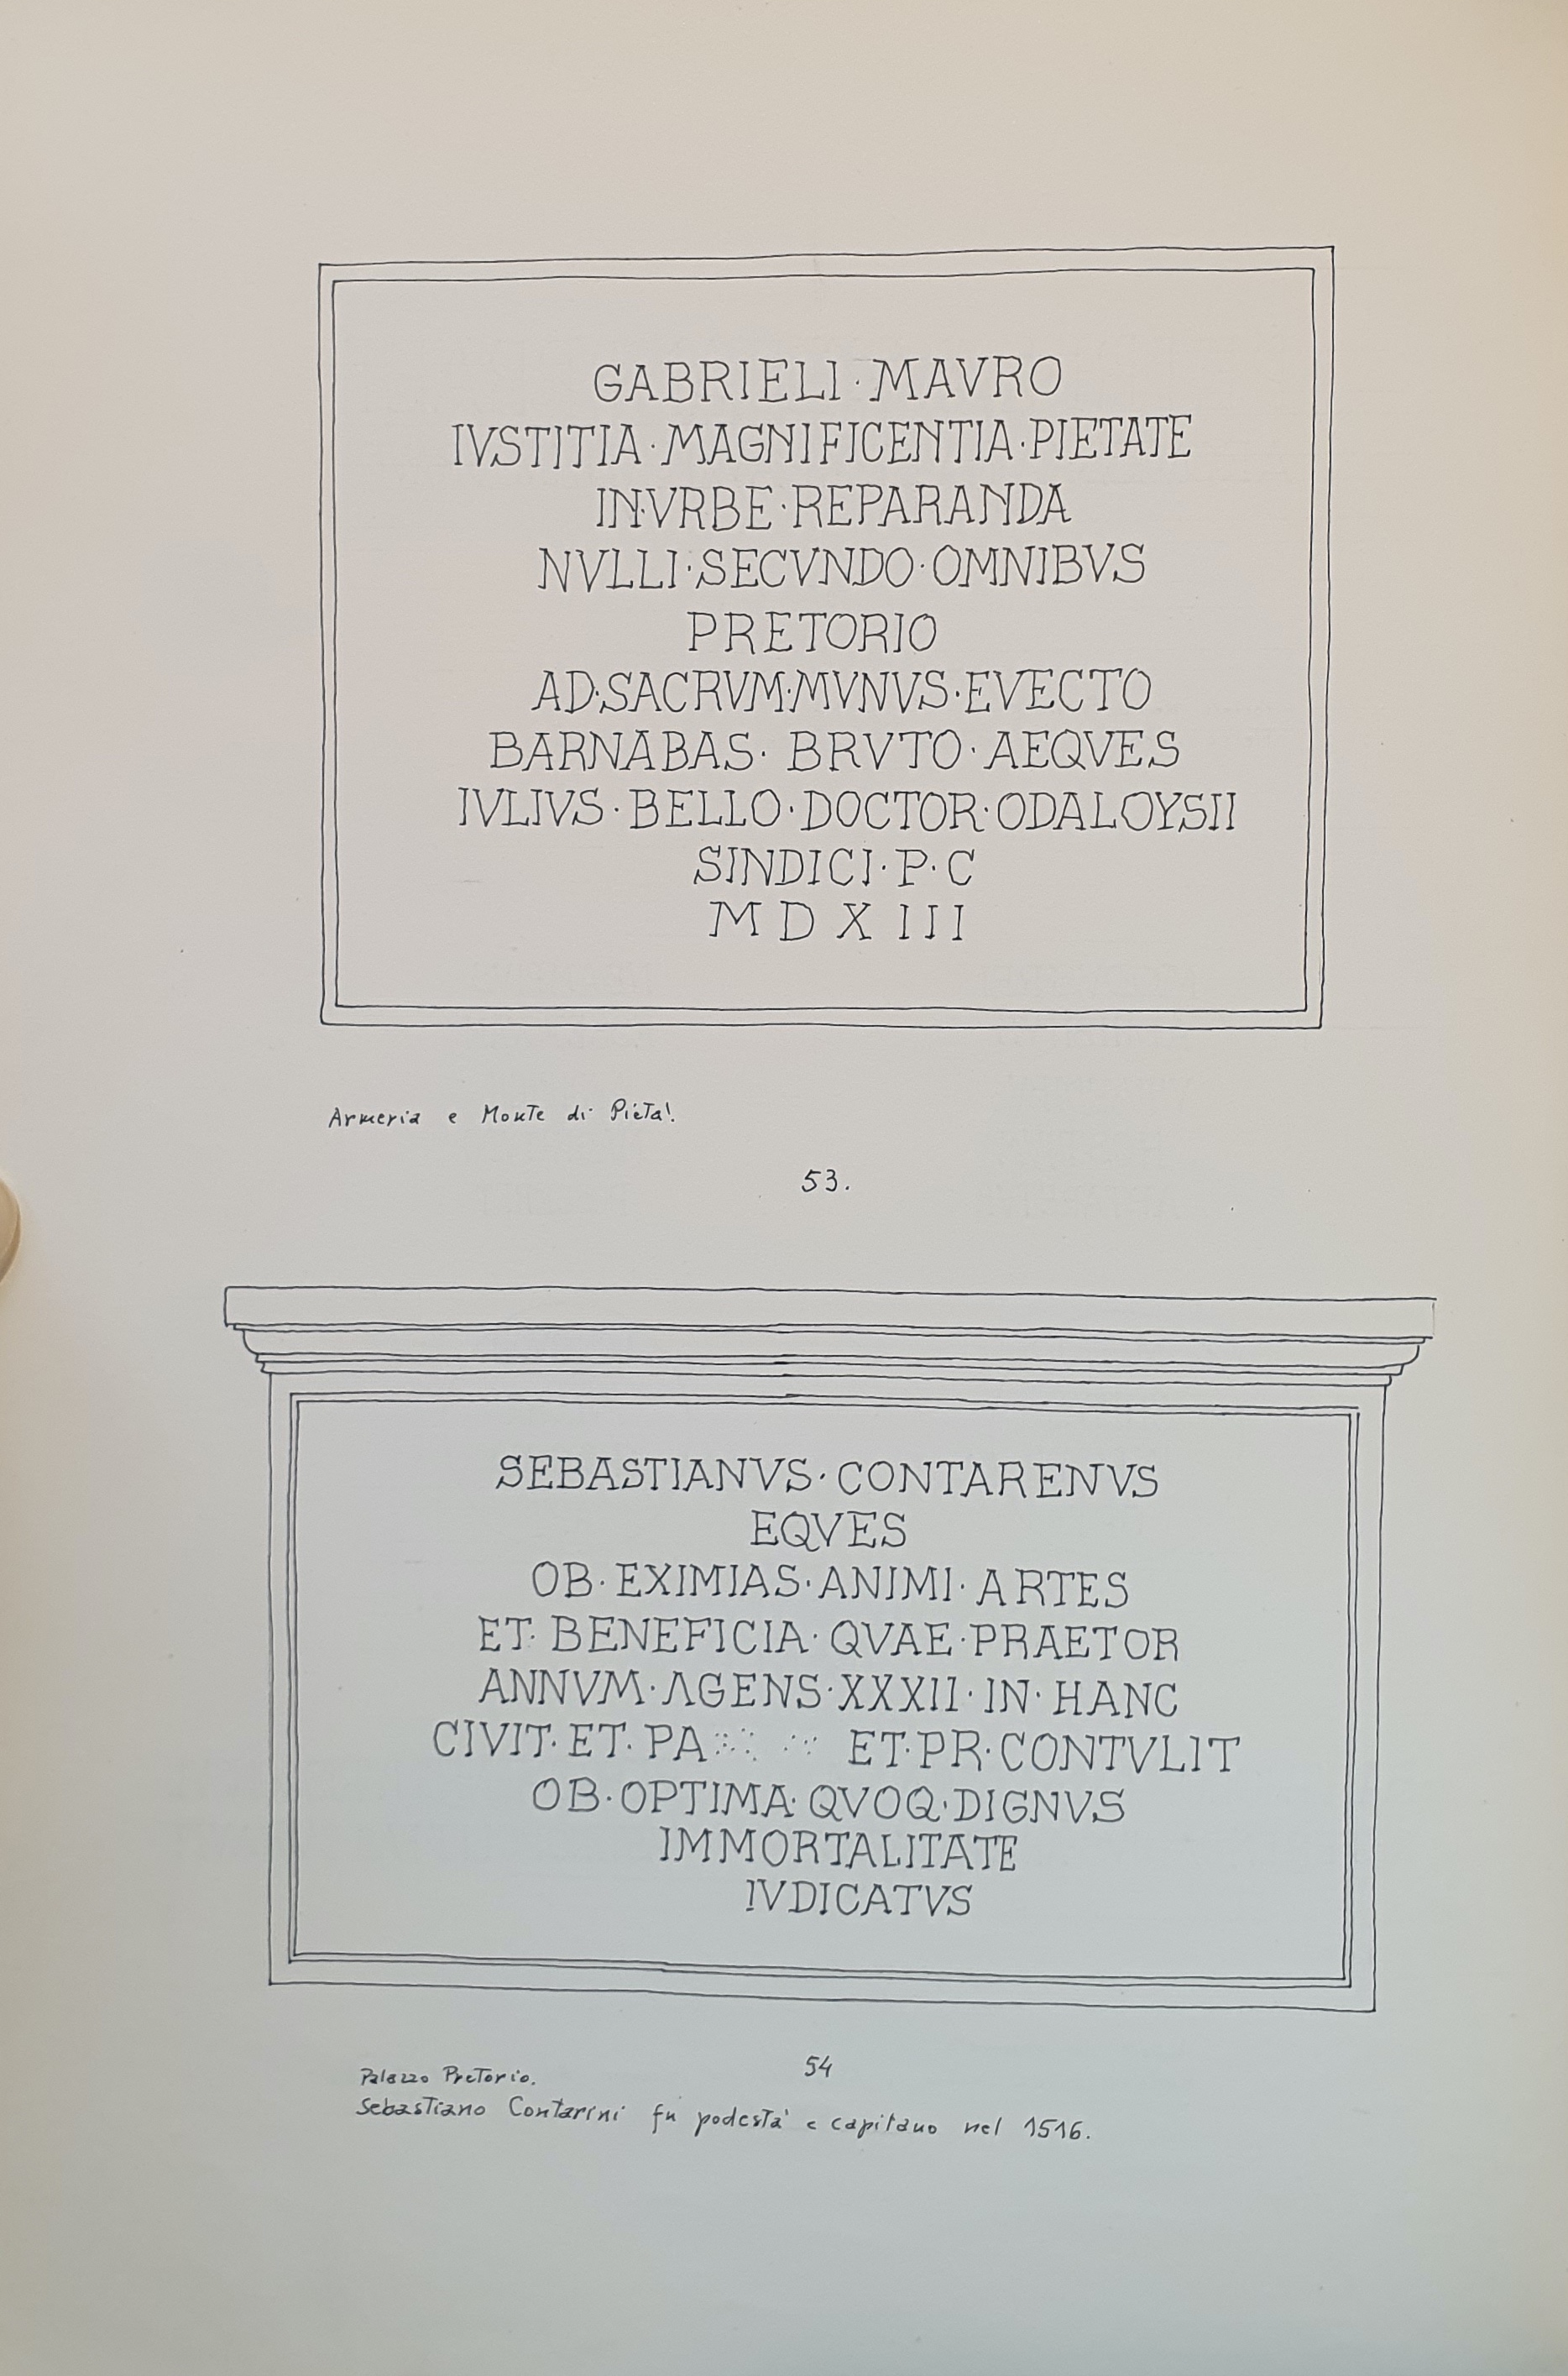 GABRIELI · MAVRO
IVSTITIA · MAGNIFICENTIA · PIETATE
IN·VRBE · REPARANDA
NVLLI · SECVNDO · OMNIBVS
PRETORIO
AD·SACRVM·MVNVS·EVECTO
BARNABAS · BRVTO · AEQVES
IVLIVS · BELLO · DOCTOR · ODALOYSII
SINDICI · P · C
M D X III
Armeria e Monte di Pietà.
53.
SEBASTIANVS · CONTARENVS
EQVES
OB · EXIMIAS · ANIMI · ARTES
ET · BENEFICIA · QVAE · PRAETOR
ANNVM · AGENS · XXXII · IN · HANC
CIVIT · ET · PA ET · PR · CONTVLIT
OB · OPTIMA · QVOQ · DIGNVS
IMMORTALITATE
IVDICATVS
54
Palazzo Pretorio.
Sebastiano Contarini fu podestà e capitano nel 1516.